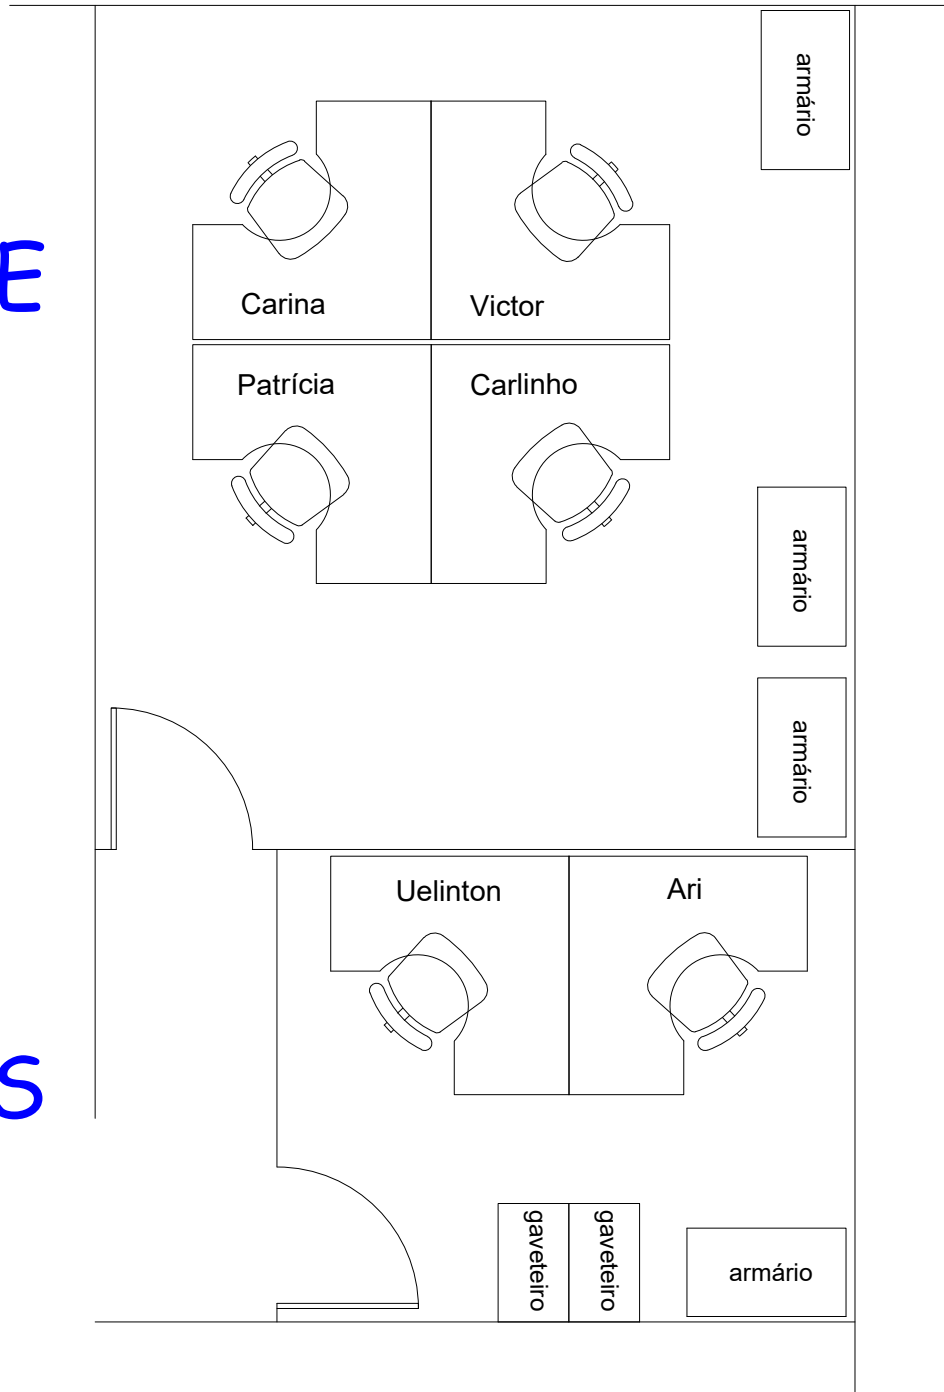 armário
E
Carina
Victor
Patrícia
Carlinho
armário
armário
Uelinton
Ari
S
gaveteiro
gaveteiro
armário